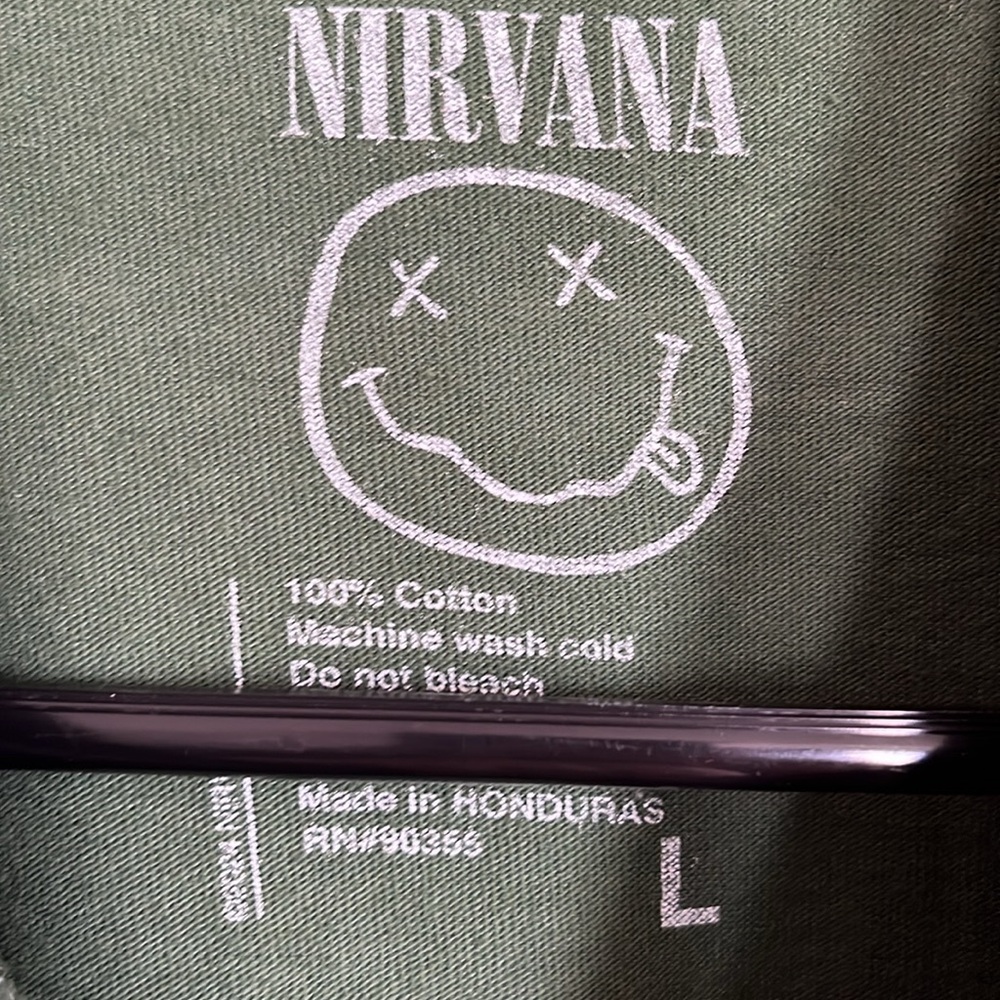 NIRVANA
100% Cotton
Machine wash cold
Do not bleach
Made in HONDURAS
RN#90355
L